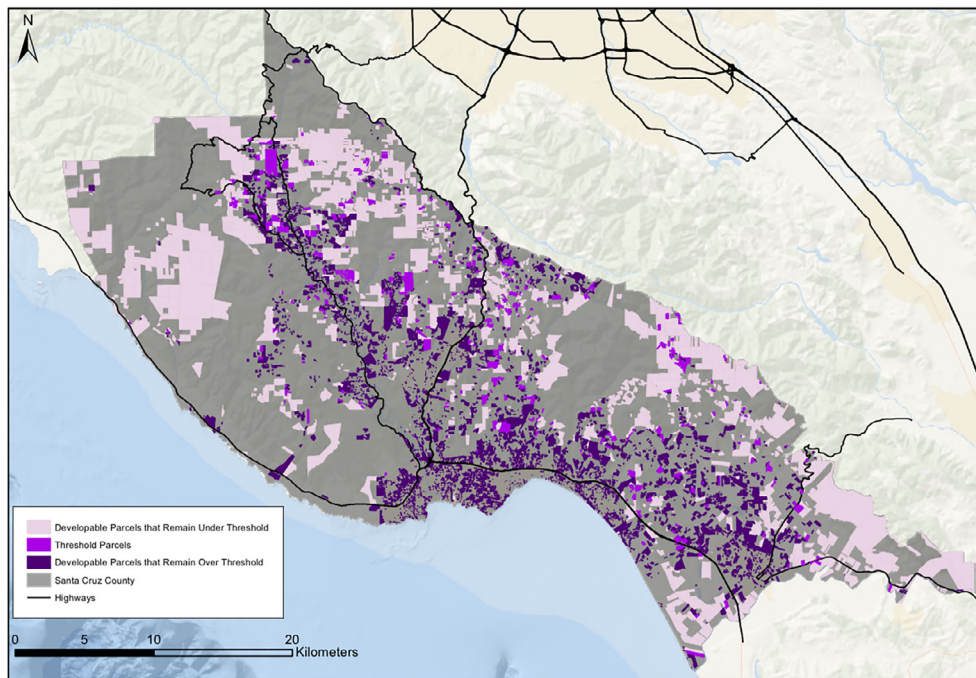 N
Developable Parcels that Remain Under Threshold
Threshold Parcels
Developable Parcels that Remain Over Threshold
Santa Cruz County
Highways
0 5 10 20
Kilometers